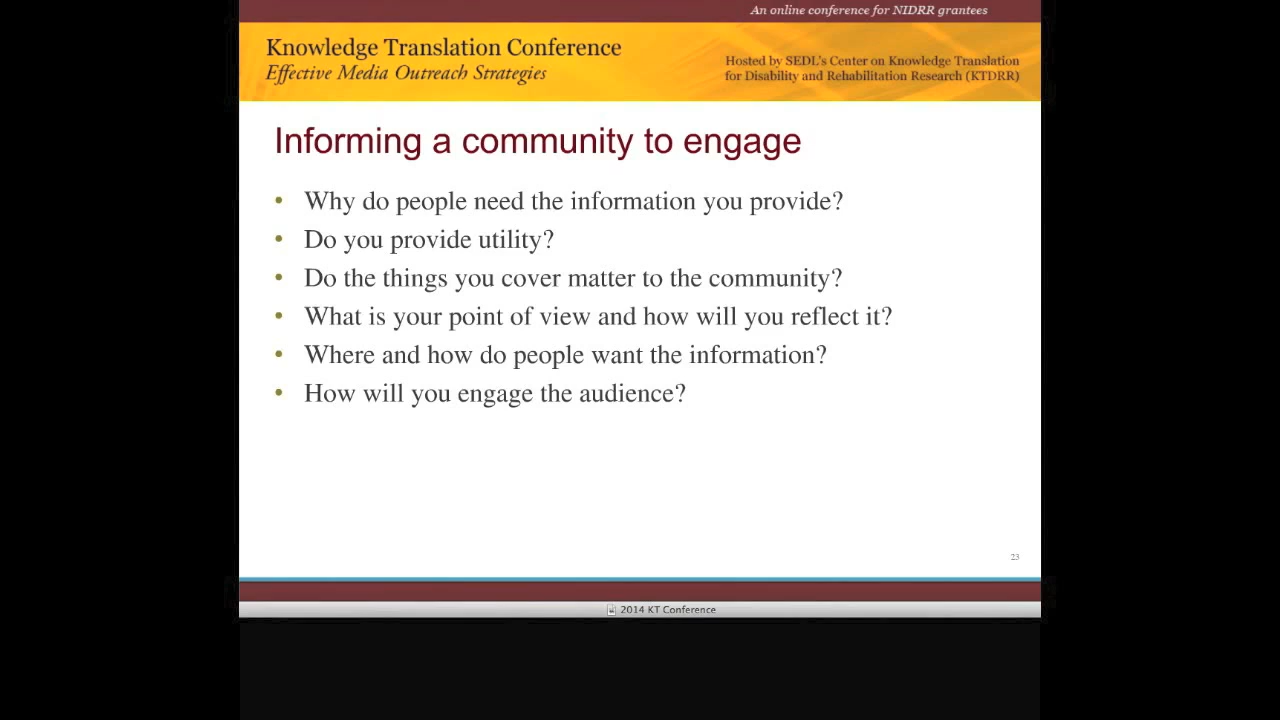 An online conference for NIDRR grantees
Knowledge Translation Conference
Effective Media Outreach Strategies
Hosted by SEDL's Center on Knowledge Translation
for Disability and Rehabilitation Research (KTDRR)
Informing a community to engage
• Why do people need the information you provide?
• Do you provide utility?
• Do the things you cover matter to the community?
• What is your point of view and how will you reflect it?
• Where and how do people want the information?
• How will you engage the audience?
23
2014 KT Conference